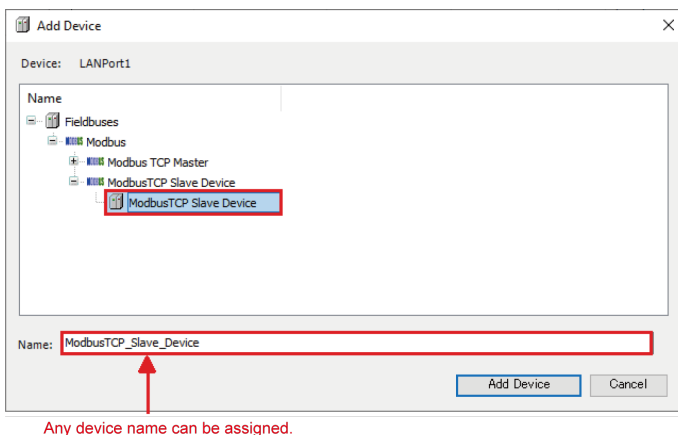 Add Device
Device: LANPort1
Name
Fieldbuses
Modbus
Modbus TCP Master
ModbusTCP Slave Device
ModbusTCP Slave Device
Name: ModbusTCP_Slave_Device
Add Device Cancel
Any device name can be assigned.